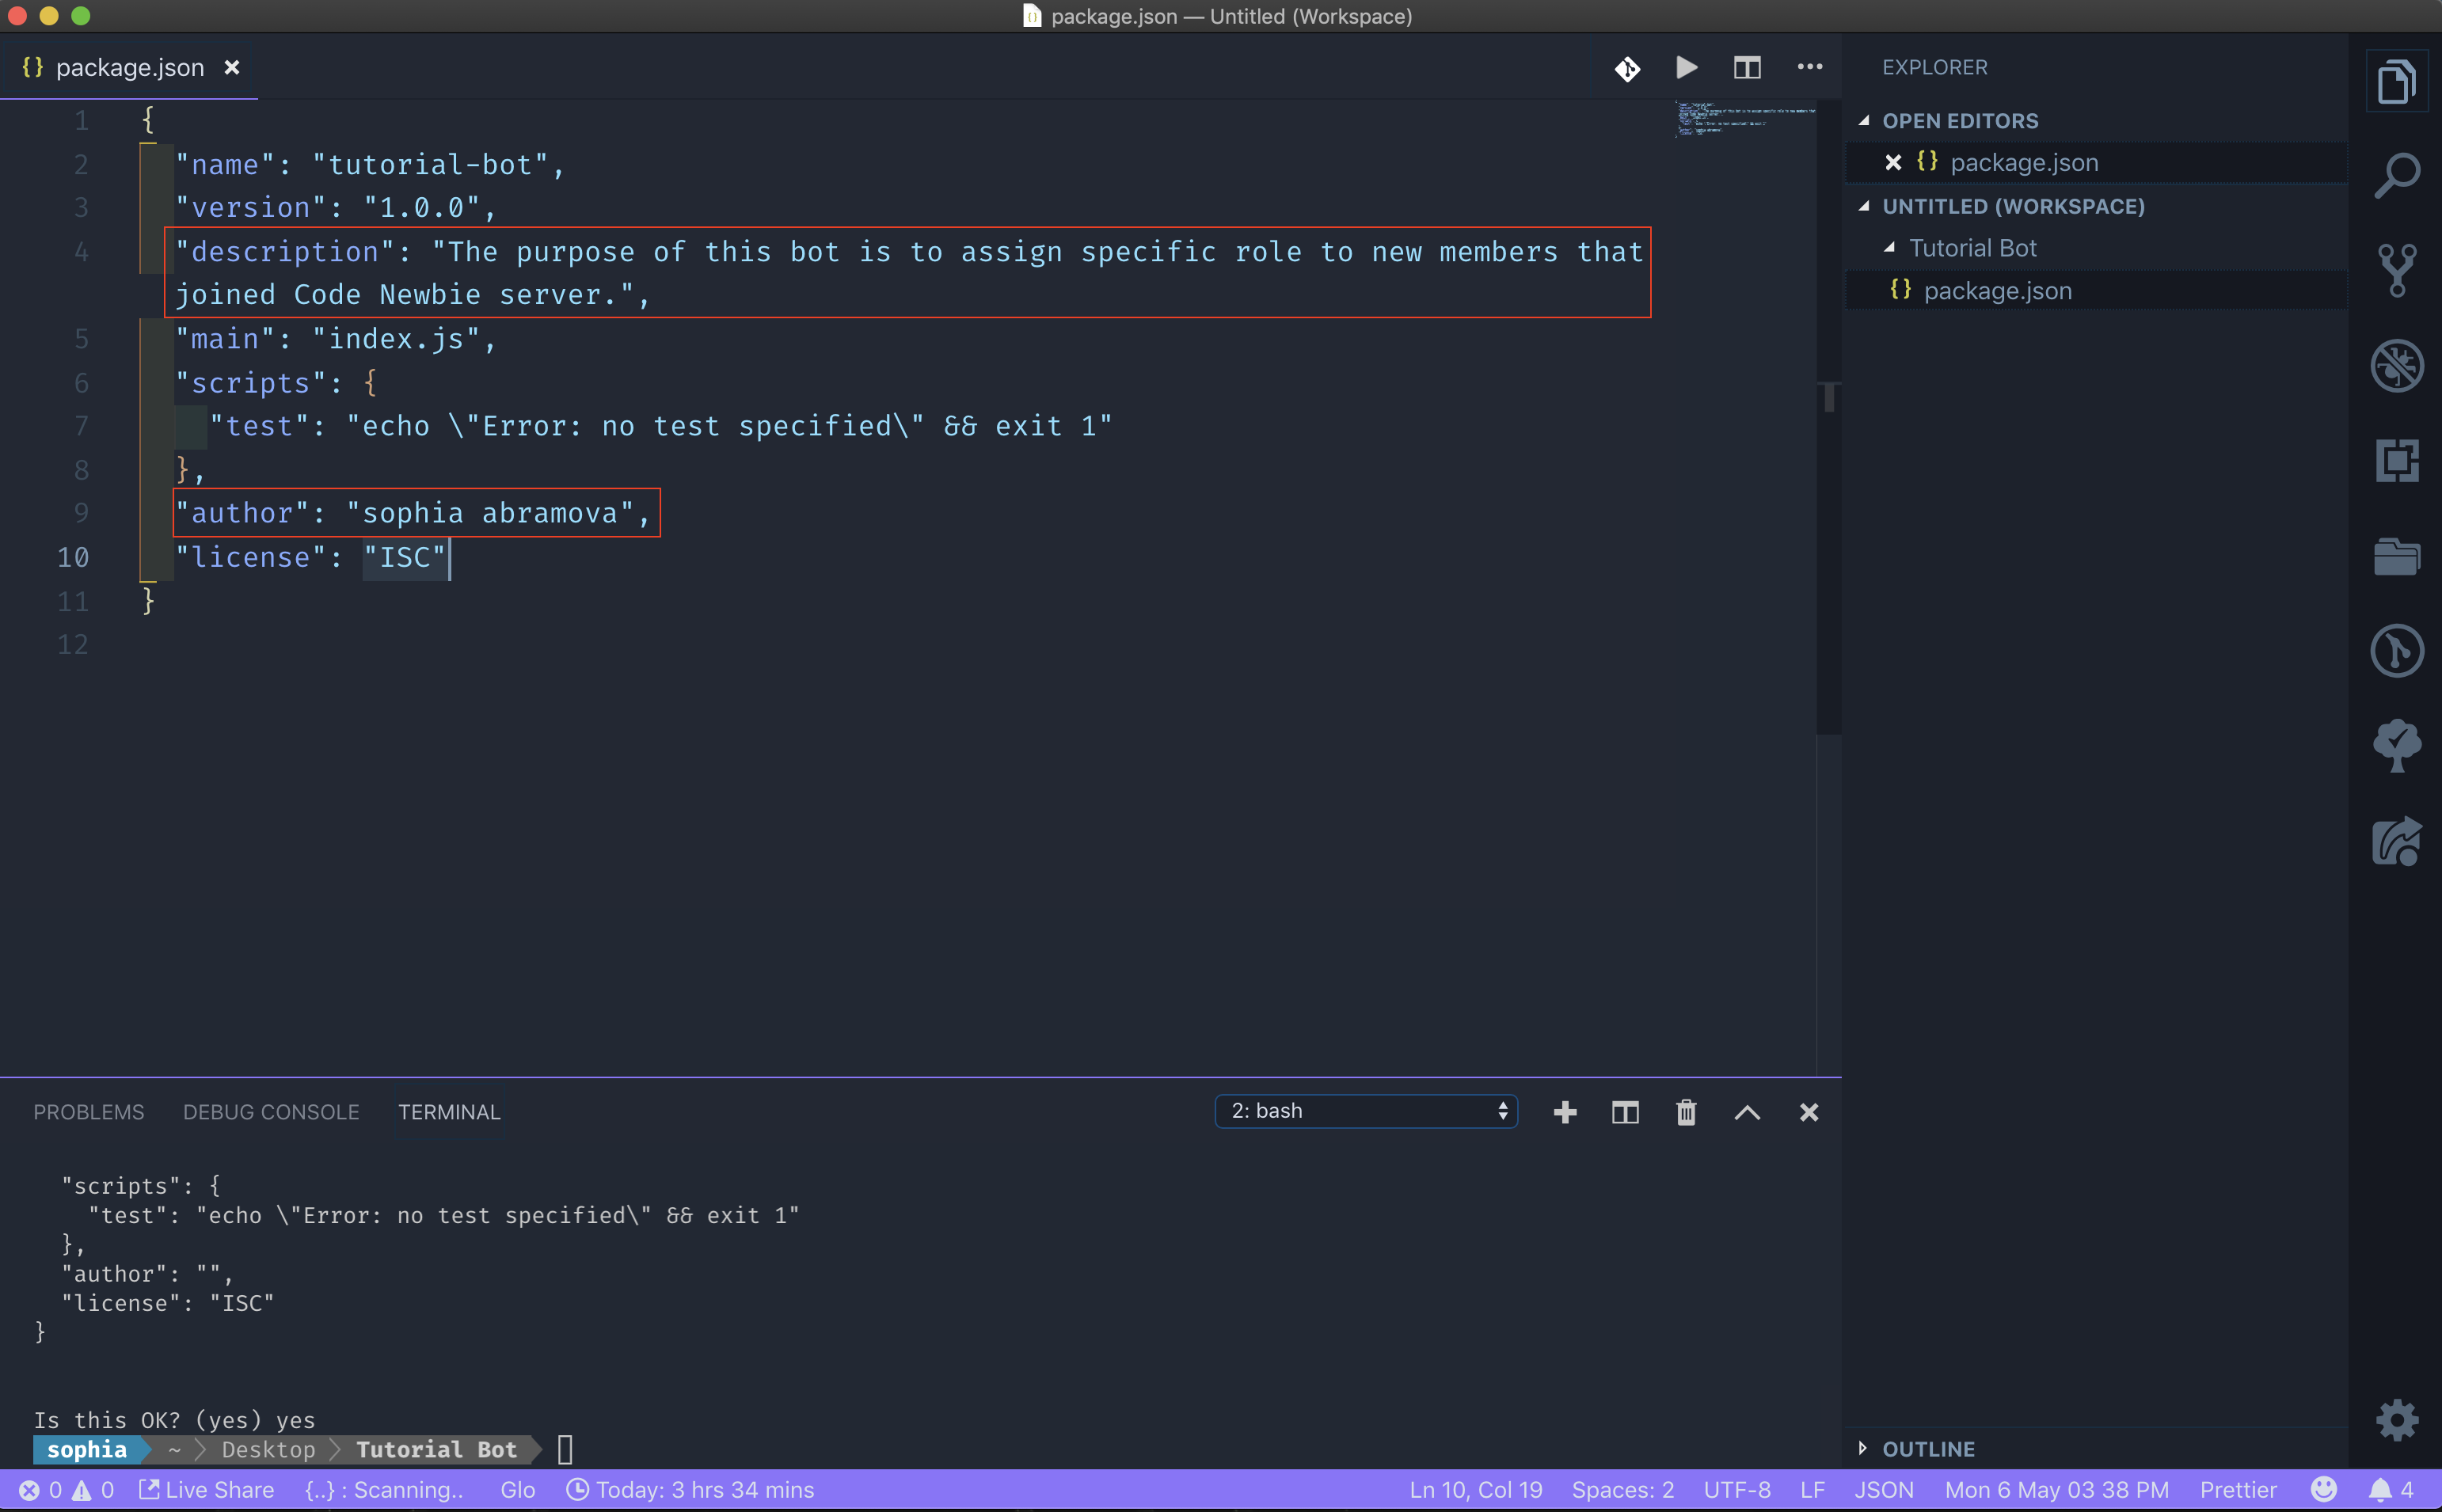 package.json — Untitled (Workspace)
{} package.json
EXPLORER
1 {
2 "name": "tutorial-bot",
3 "version": "1.0.0",
4 "description": "The purpose of this bot is to assign specific role to new members that
joined Code Newbie server.",
5 "main": "index.js",
6 "scripts": {
7 "test": "echo \"Error: no test specified\" && exit 1"
8 },
9 "author": "sophia abramova",
10 "license": "ISC"
11 }
12
OPEN EDITORS
{} package.json
UNTITLED (WORKSPACE)
Tutorial Bot
{} package.json
PROBLEMS DEBUG CONSOLE TERMINAL 2: bash
"scripts": {
"test": "echo \"Error: no test specified\" && exit 1"
},
"author": "",
"license": "ISC"
}
Is this OK? (yes) yes
sophia ~ Desktop Tutorial Bot
OUTLINE
0 0 Live Share {..} : Scanning.. Glo Today: 3 hrs 34 mins Ln 10, Col 19 Spaces: 2 UTF-8 LF JSON Mon 6 May 03 38 PM Prettier 4